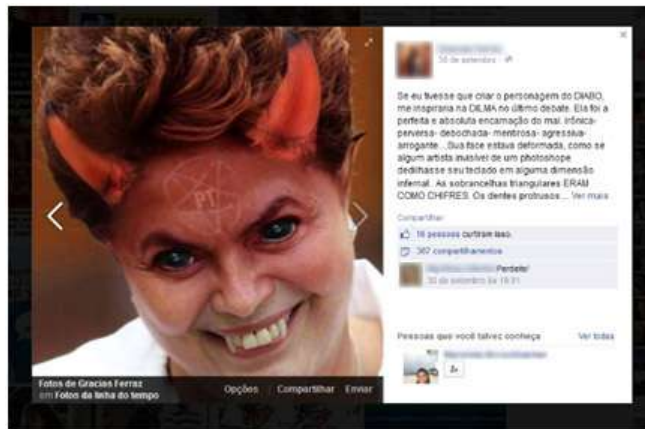 30 de setembro
Se eu tivesse que criar o personagem do DIABO,
me inspiraria na DILMA no último debate. Ela foi a
perfeita e absoluta encarnação do mal. irônica-
perversa- debochada- mentirosa- agressiva-
arrogante... Sua face estava deformada, como se
algum artista invisível de um photoshope
dedilhasse seu teclado em alguma dimensão
infernal. As sobrancelhas triangulares ERAM
COMO CHIFRES. Os dentes protrusos... Ver mais
PT
Compartilhar
16 pessoas curtiram isso.
367 compartilhamentos
Perfeito!
30 de setembro às 19:31
Pessoas que você talvez conheça Ver todas
Fotos de Gracias Ferraz
em Fotos da linha do tempo
Opções Compartilhar Enviar